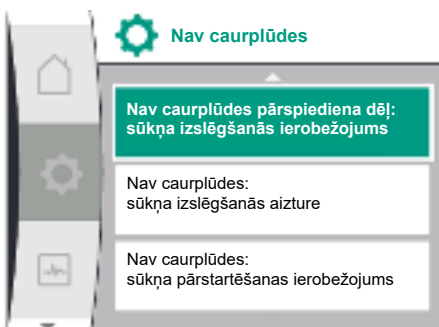 Nav caurplūdes
Nav caurplūdes pārspiediena dēļ:
sūkņa izslēgšanās ierobežojums
Nav caurplūdes:
sūkņa izslēgšanās aizture
Nav caurplūdes:
sūkņa pārstartēšanas ierobežojums